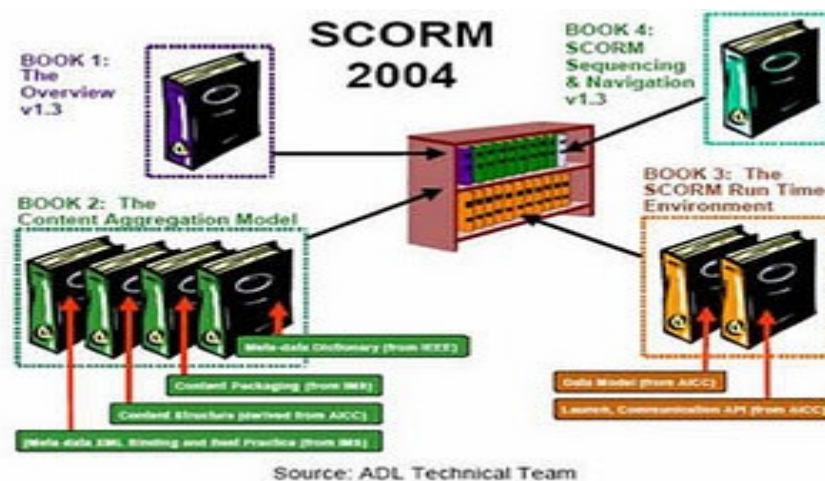 SCORM
2004
BOOK 1:
The
Overview
v1.3
BOOK 4:
SCORM
Sequencing
& Navigation
v1.3
BOOK 2: The
Content Aggregation Model
BOOK 3: The
SCORM Run Time
Environment
Meta-data Dictionary (from IEEE)
Content Packaging (from IMS)
Content Structure (derived from AICC)
(Meta-data XML Binding and Best Practice (from IMS)
Data Model (from AICC)
Launch, Communication API (from AICC)
Source: ADL Technical Team